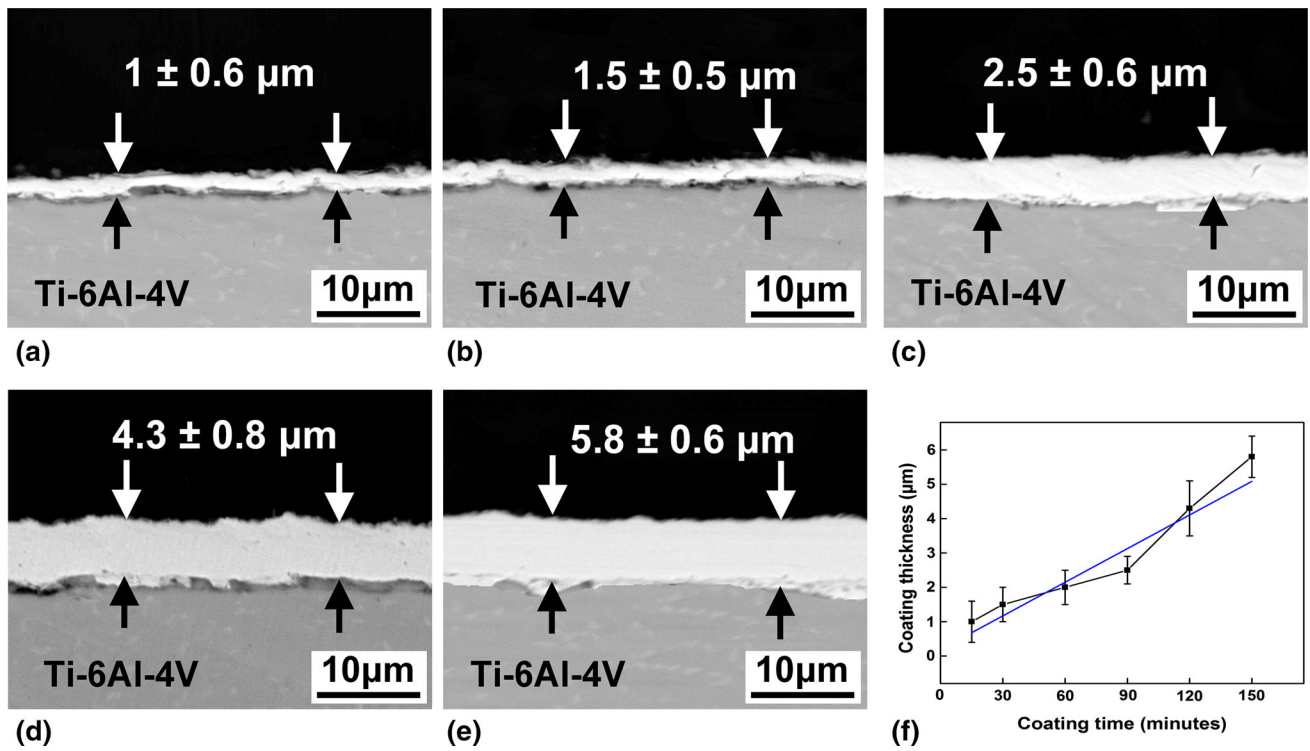 1 ± 0.6 µm
Ti-6Al-4V
10µm
(a)
1.5 ± 0.5 µm
Ti-6Al-4V
10µm
(b)
2.5 ± 0.6 µm
Ti-6Al-4V
10µm
(c)
4.3 ± 0.8 µm
Ti-6Al-4V
10µm
(d)
5.8 ± 0.6 µm
Ti-6Al-4V
10µm
(e)
Coating thickness (µm)
6
5
4
3
2
1
0
0 30 60 90 120 150
Coating time (minutes)
(f)